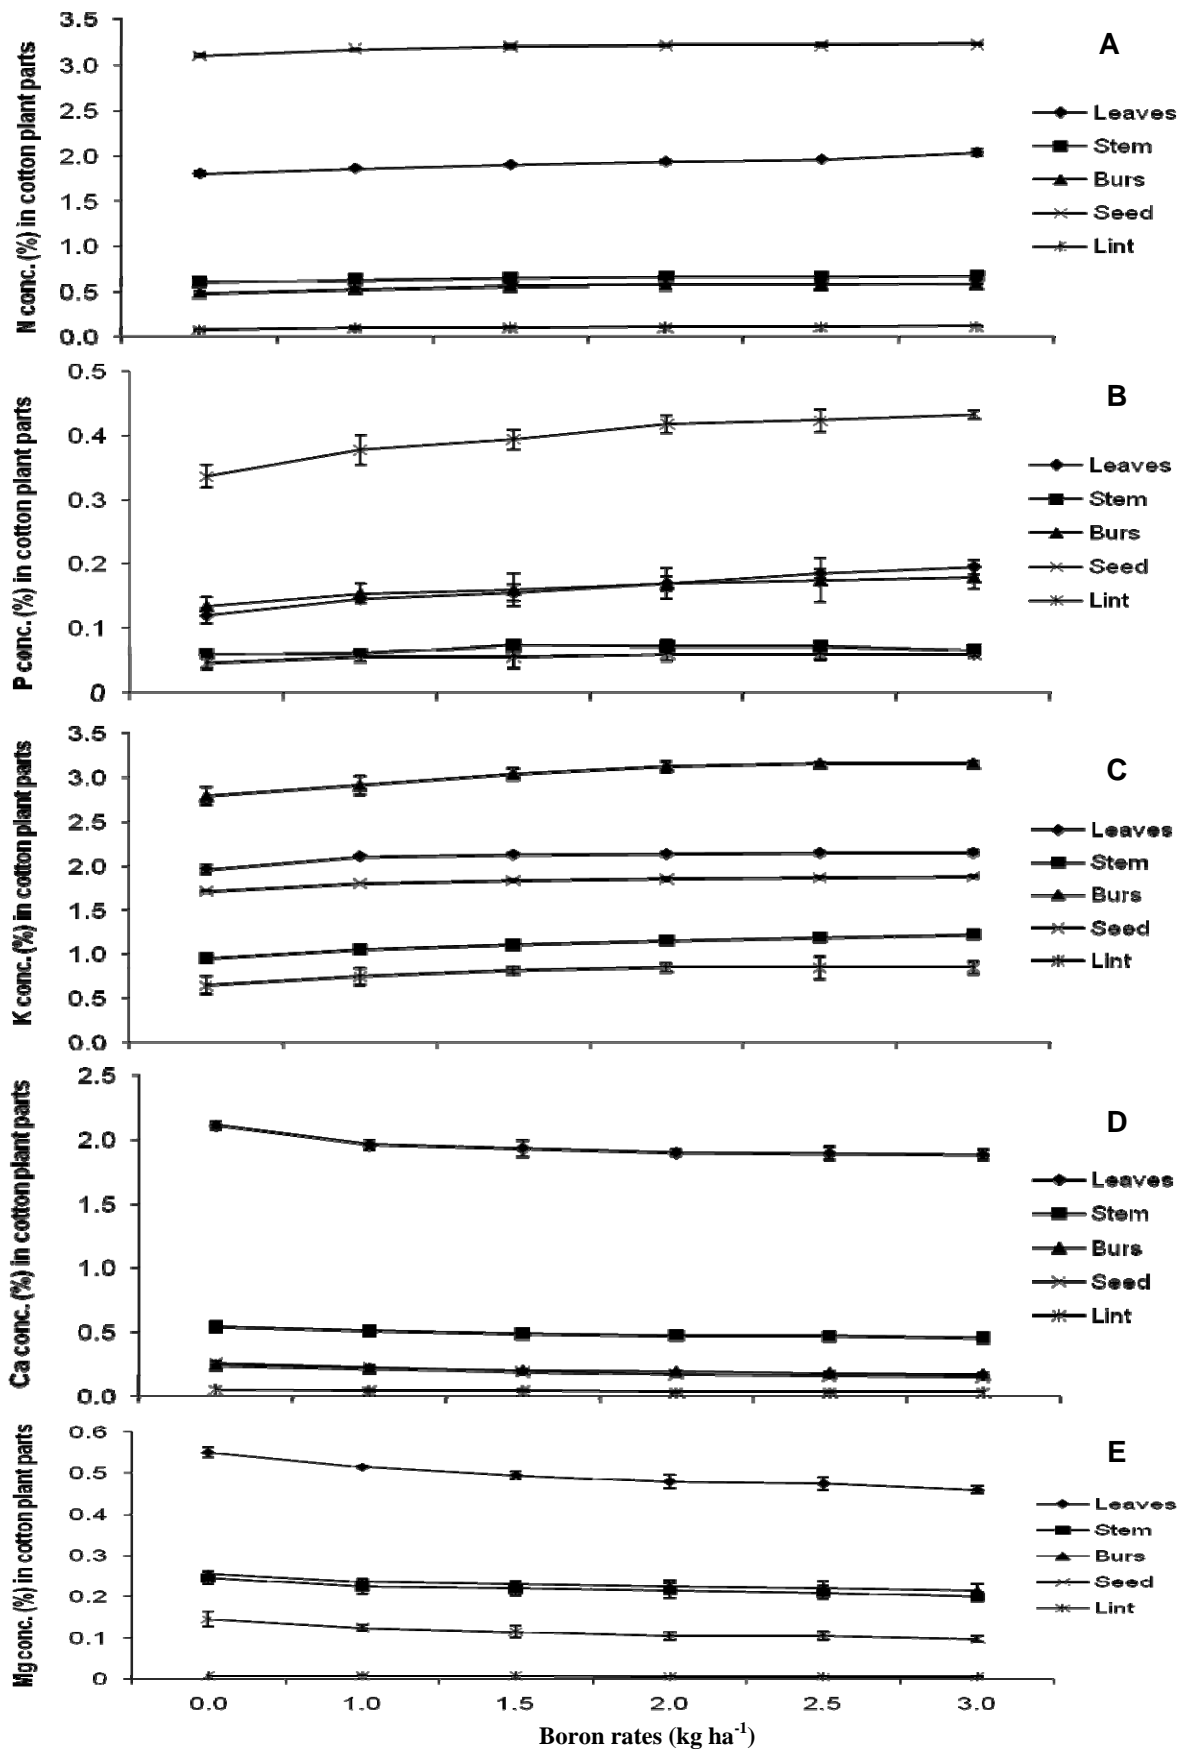 A
N conc. (%) in cotton plant parts
3.5
3.0
2.5
2.0
1.5
1.0
0.5
0.0
Leaves
Stem
Burs
Seed
Lint
B
P conc. (%) in cotton plant parts
0.5
0.4
0.3
0.2
0.1
0
Leaves
Stem
Burs
Seed
Lint
C
K conc. (%) in cotton plant parts
3.5
3.0
2.5
2.0
1.5
1.0
0.5
0.0
Leaves
Stem
Burs
Seed
Lint
D
Ca conc. (%) in cotton plant parts
2.5
2.0
1.5
1.0
0.5
0.0
Leaves
Stem
Burs
Seed
Lint
E
Mg conc. (%) in cotton plant parts
0.6
0.5
0.4
0.3
0.2
0.1
0
Leaves
Stem
Burs
Seed
Lint
0.0 1.0 1.5 2.0 2.5 3.0
Boron rates (kg ha⁻¹)